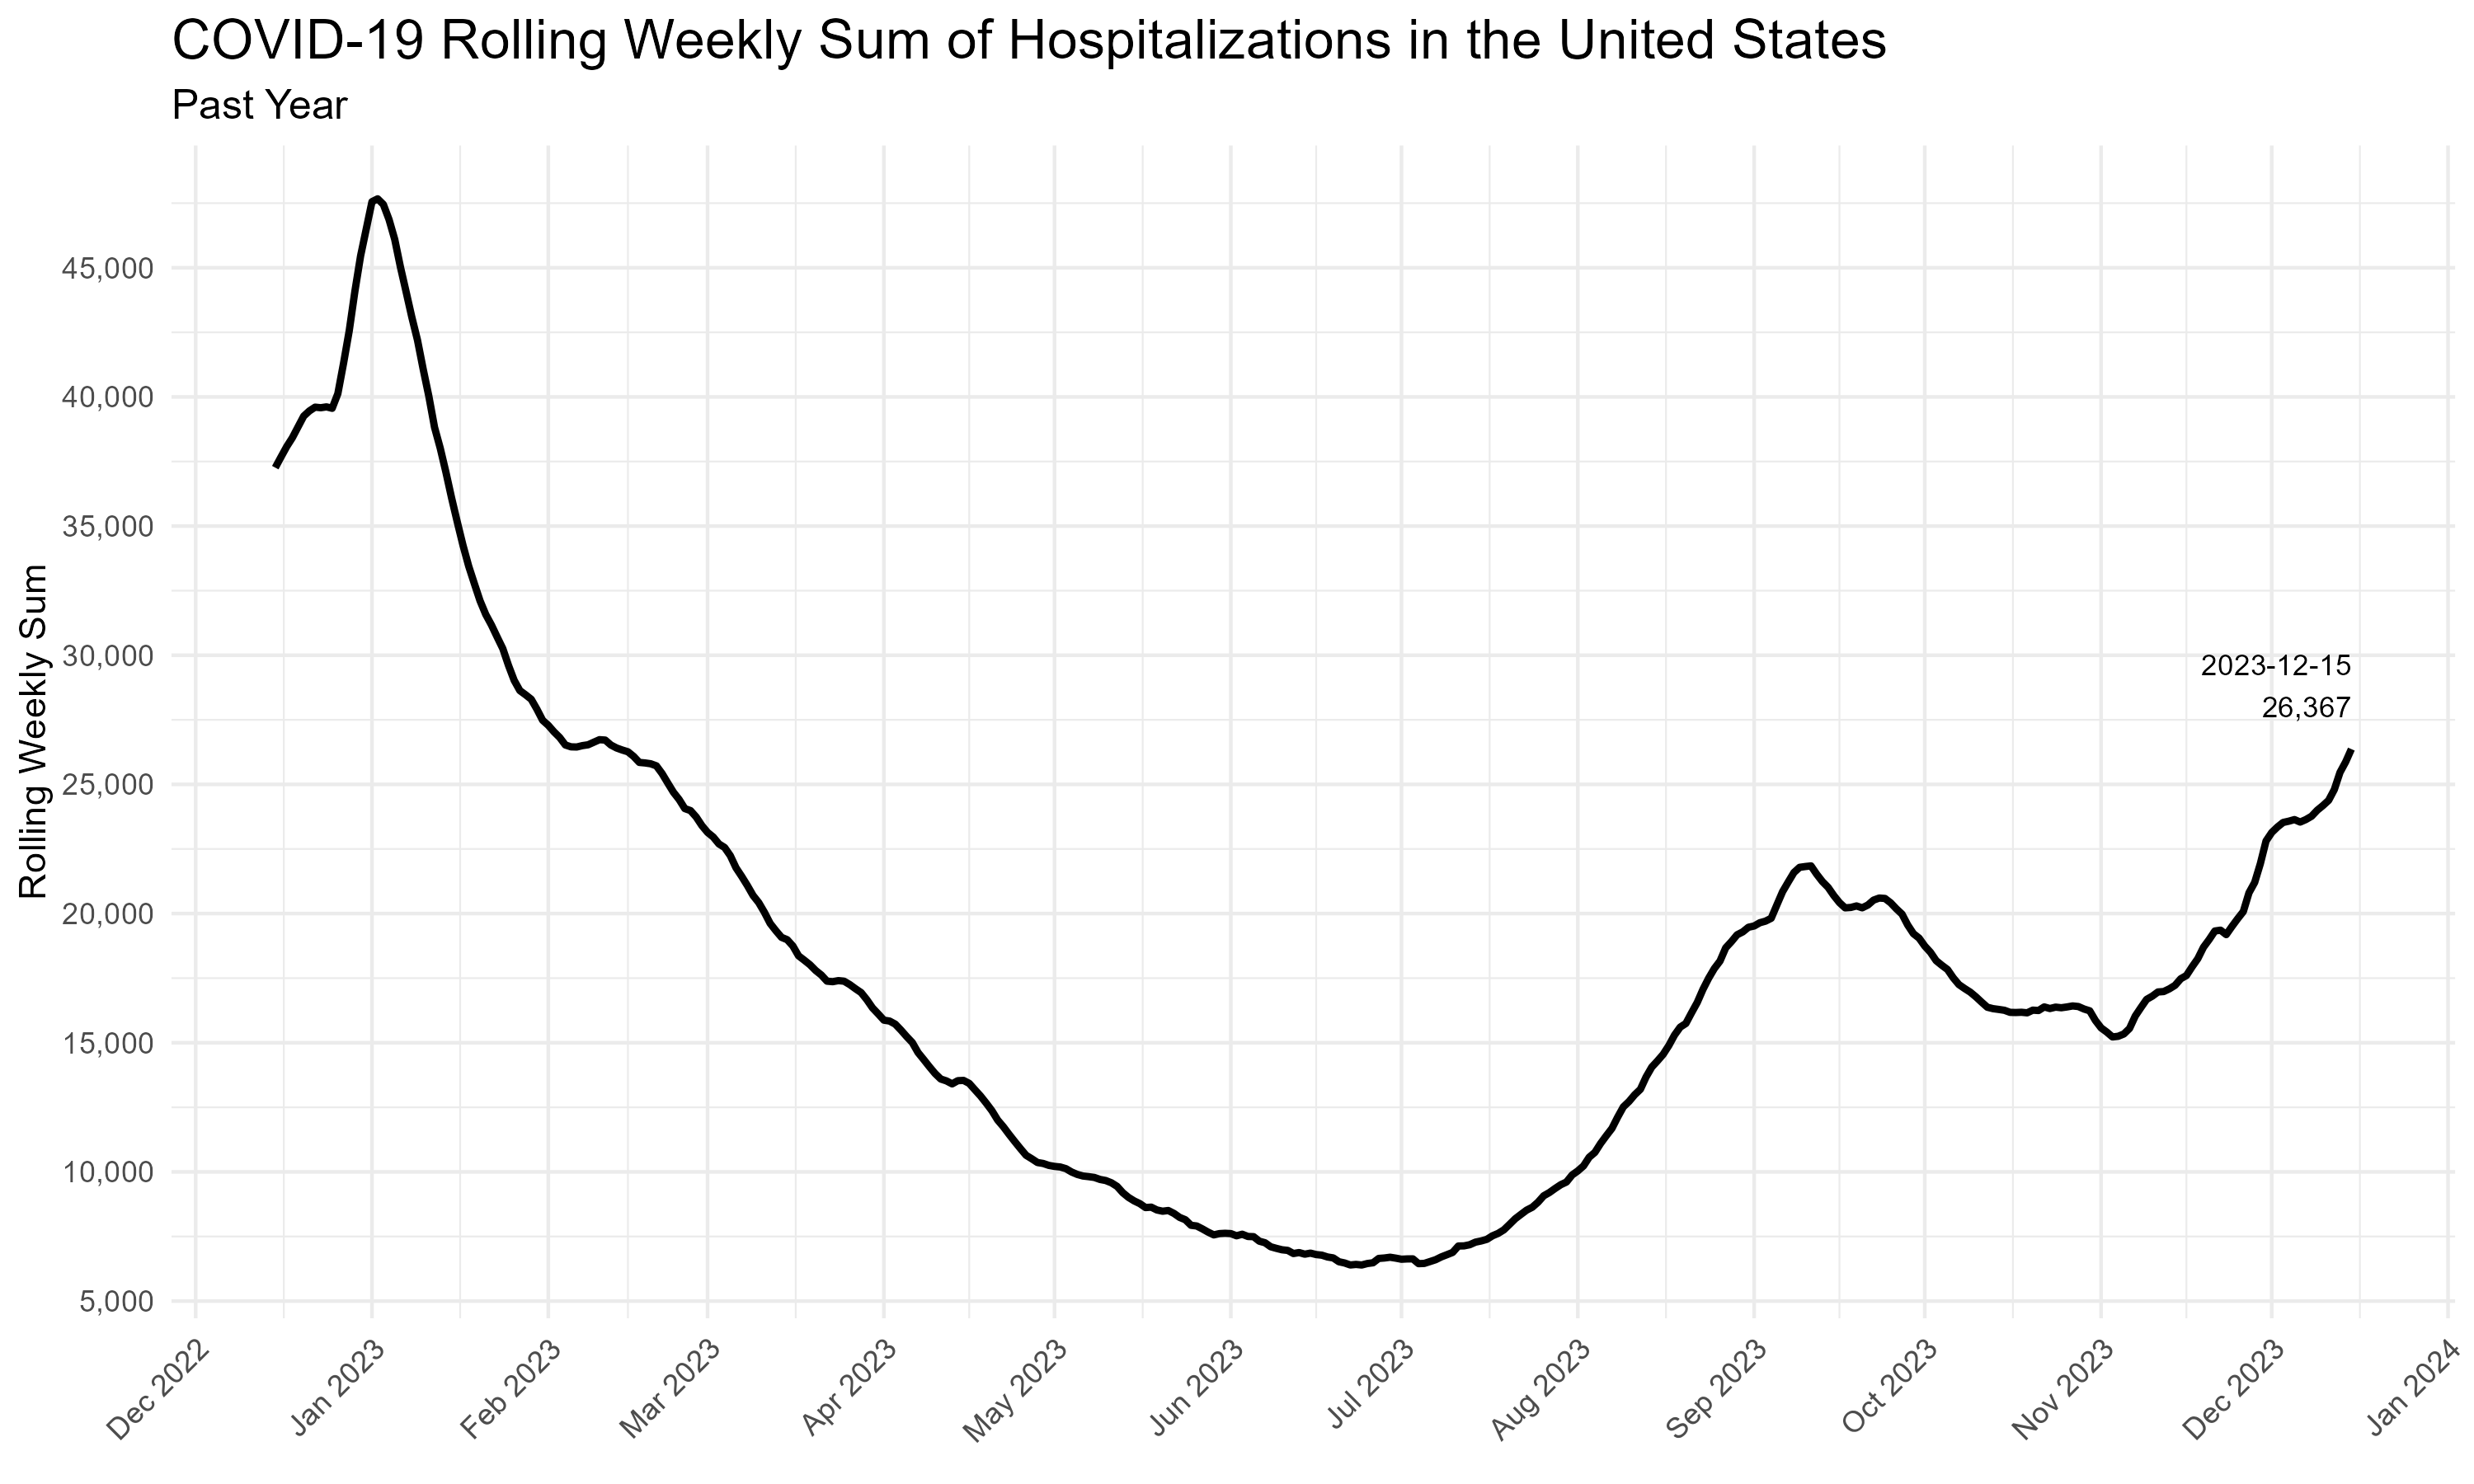 COVID-19 Rolling Weekly Sum of Hospitalizations in the United States
Past Year
Rolling Weekly Sum
45,000
40,000
35,000
30,000
25,000
20,000
15,000
10,000
5,000
2023-12-15
26,367
Dec 2022
Jan 2023
Feb 2023
Mar 2023
Apr 2023
May 2023
Jun 2023
Jul 2023
Aug 2023
Sep 2023
Oct 2023
Nov 2023
Dec 2023
Jan 2024